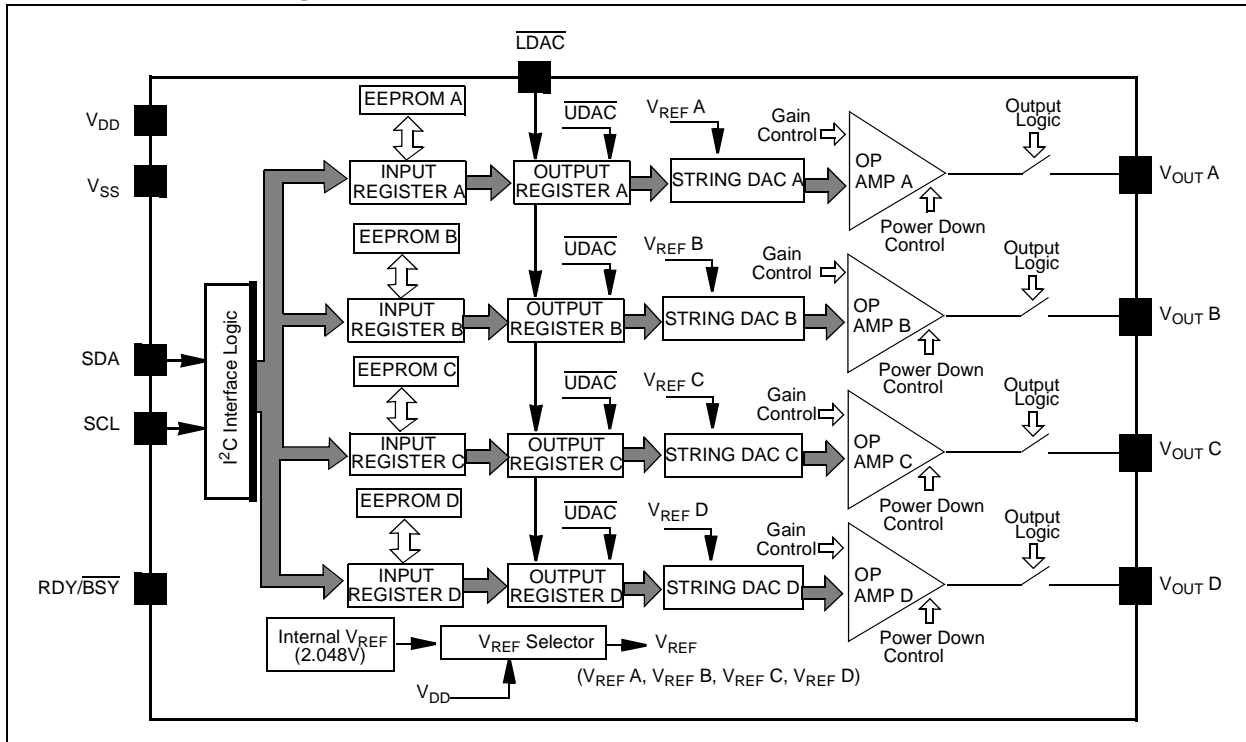 LDAC
EEPROM A
UDAC
VREF A
Gain
Control
Output
Logic
VDD
INPUT
REGISTER A
OUTPUT
REGISTER A
STRING DAC A
OP
AMP A
VOUT A
VSS
Power Down
Control
EEPROM B
UDAC
VREF B
Gain
Control
Output
Logic
INPUT
REGISTER B
OUTPUT
REGISTER B
STRING DAC B
OP
AMP B
VOUT B
Power Down
Control
SDA
SCL
I2C Interface Logic
EEPROM C
UDAC
VREF C
Gain
Control
Output
Logic
INPUT
REGISTER C
OUTPUT
REGISTER C
STRING DAC C
OP
AMP C
VOUT C
Power Down
Control
EEPROM D
UDAC
VREF D
Gain
Control
Output
Logic
RDY/BSY
INPUT
REGISTER D
OUTPUT
REGISTER D
STRING DAC D
OP
AMP D
VOUT D
Power Down
Control
Internal VREF
(2.048V)
VREF Selector
VREF
(VREF A, VREF B, VREF C, VREF D)
VDD